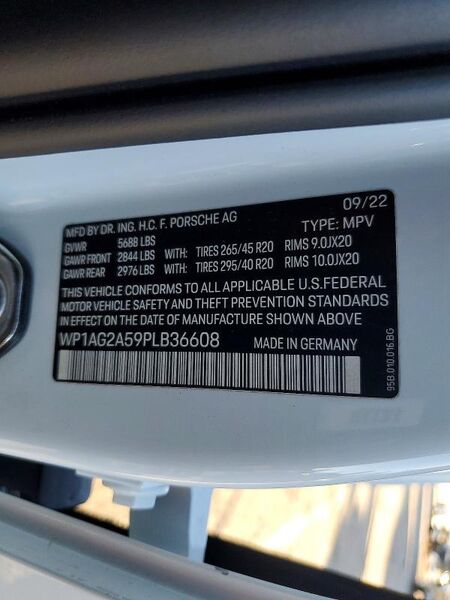 09/22
MFD BY DR. ING. H.C. F. PORSCHE AG
TYPE: MPV
GVWR 5688 LBS
GAWR FRONT 2844 LBS WITH: TIRES 265/45 R20 RIMS 9.0JX20
GAWR REAR 2976 LBS WITH: TIRES 295/40 R20 RIMS 10.0JX20
THIS VEHICLE CONFORMS TO ALL APPLICABLE U.S.FEDERAL
MOTOR VEHICLE SAFETY AND THEFT PREVENTION STANDARDS
IN EFFECT ON THE DATE OF MANUFACTURE SHOWN ABOVE
WP1AG2A59PLB36608 MADE IN GERMANY
95B.010.016.BG